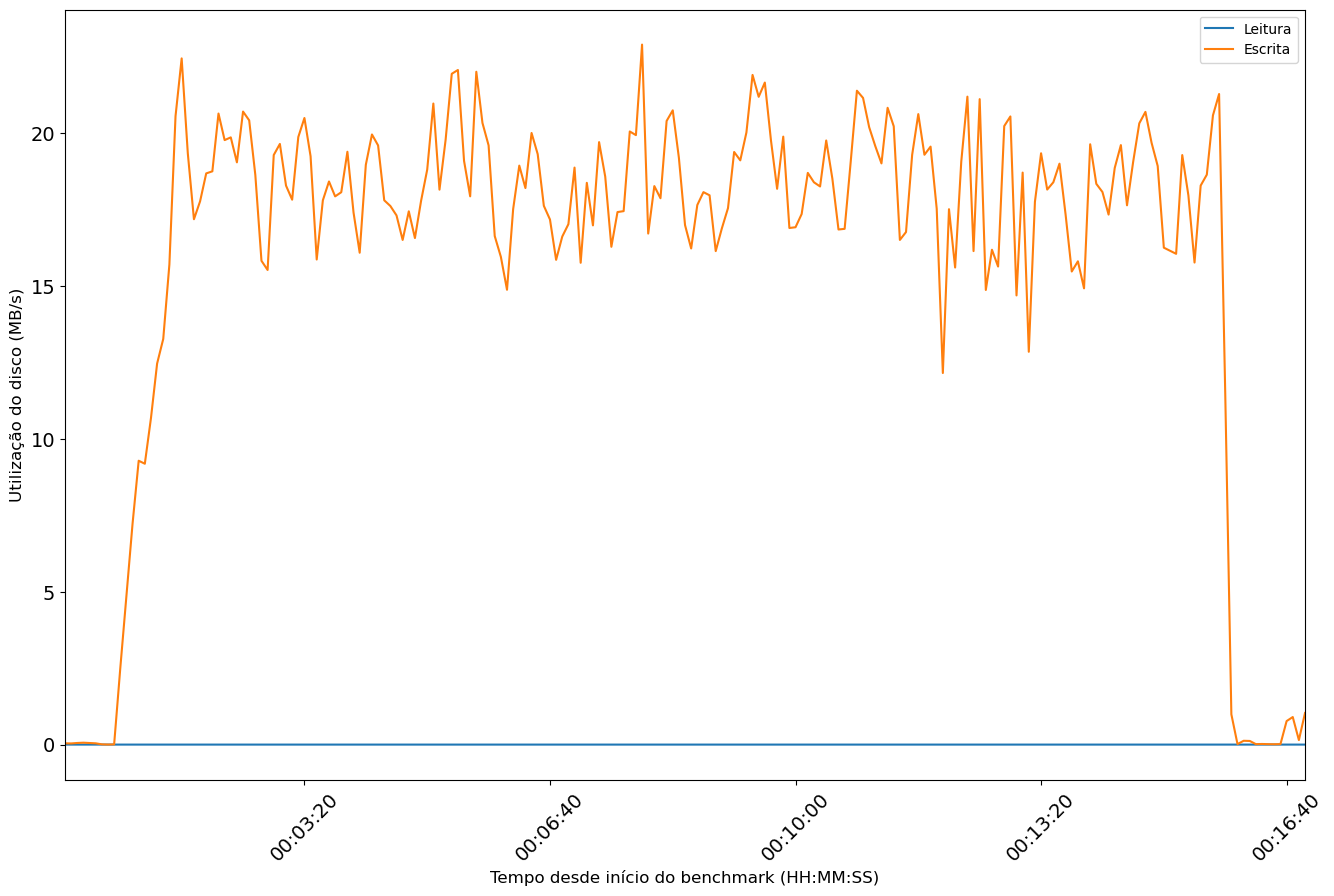 Leitura
Escrita
Utilização do disco (MB/s)
20
15
10
5
0
00:03:20
00:06:40
00:10:00
00:13:20
00:16:40
Tempo desde início do benchmark (HH:MM:SS)